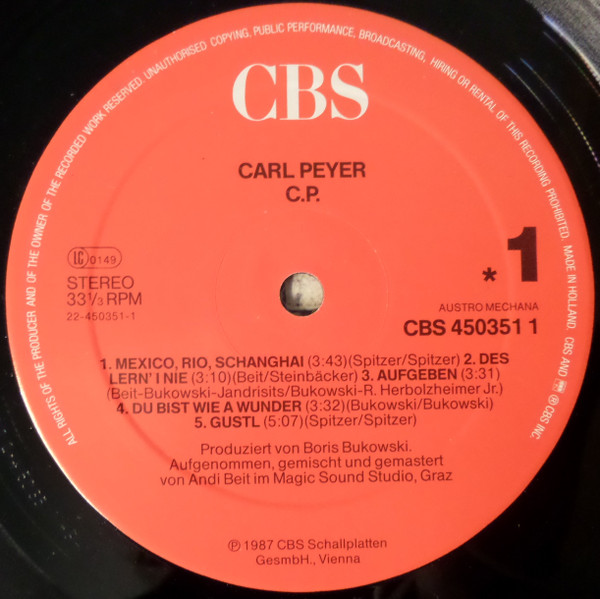 ALL RIGHTS OF THE PRODUCER AND OF THE OWNER OF THE RECORDED WORK RESERVED. UNAUTHORISED COPYING, PUBLIC PERFORMANCE, BROADCASTING, HIRING OR RENTAL OF THIS RECORDING PROHIBITED. MADE IN HOLLAND. CBS AND ® CBS INC.
CBS
CARL PEYER
C.P.
LC 0149
STEREO
33 1/3 RPM
22-450351-1
* 1
AUSTRO MECHANA
CBS 450351 1
1. MEXICO, RIO, SCHANGHAI (3:43)(Spitzer/Spitzer) 2. DES
LERN' I NIE (3:10)(Beit/Steinbäcker) 3. AUFGEBEN (3:31)
(Beit-Bukowski-Jandrisits/Bukowski-R. Herbolzheimer Jr.)
4. DU BIST WIE A WUNDER (3:32)(Bukowski/Bukowski)
5. GUSTL (5:07)(Spitzer/Spitzer)
Produziert von Boris Bukowski.
Aufgenommen, gemischt und gemastert
von Andi Beit im Magic Sound Studio, Graz
℗ 1987 CBS Schallplatten
GesmbH., Vienna